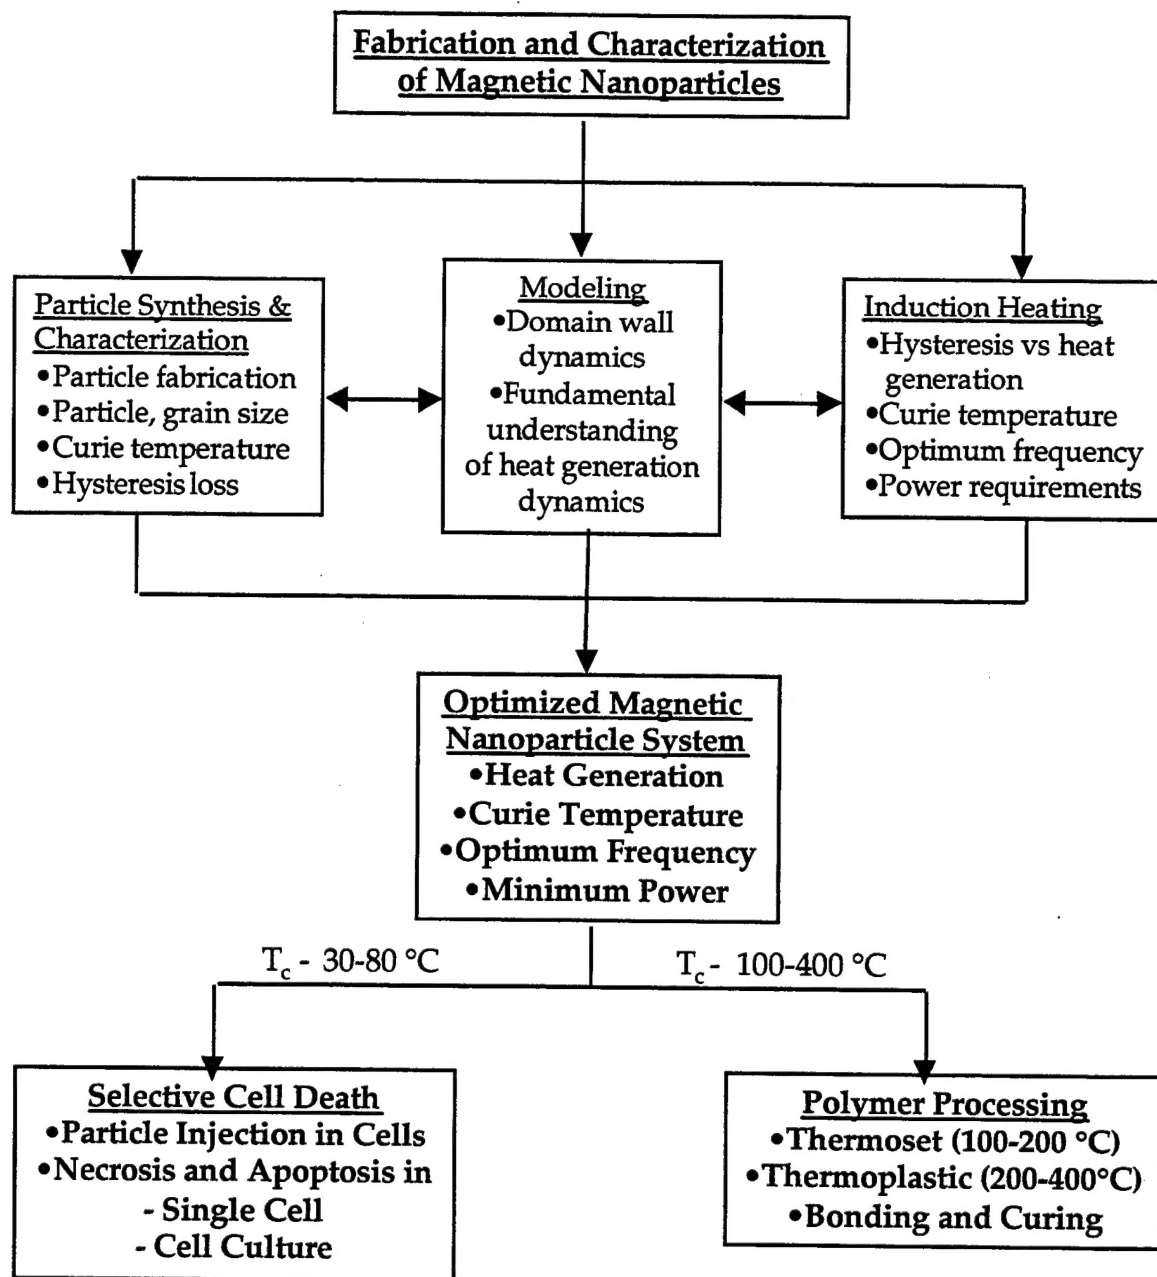 Fabrication and Characterization
of Magnetic Nanoparticles
Particle Synthesis &
Characterization
•Particle fabrication
•Particle, grain size
•Curie temperature
•Hysteresis loss
Modeling
•Domain wall
dynamics
•Fundamental
understanding
of heat generation
dynamics
Induction Heating
•Hysteresis vs heat
generation
•Curie temperature
•Optimum frequency
•Power requirements
Optimized Magnetic
Nanoparticle System
•Heat Generation
•Curie Temperature
•Optimum Frequency
•Minimum Power
Tc - 30-80 °C
Tc - 100-400 °C
Selective Cell Death
•Particle Injection in Cells
•Necrosis and Apoptosis in
- Single Cell
- Cell Culture
Polymer Processing
•Thermoset (100-200 °C)
•Thermoplastic (200-400°C)
•Bonding and Curing